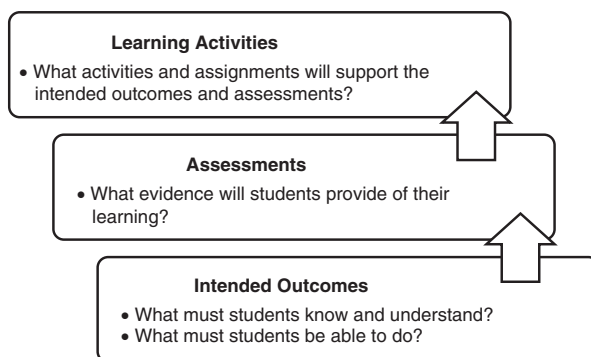 Learning Activities
• What activities and assignments will support the
intended outcomes and assessments?
Assessments
• What evidence will students provide of their
learning?
Intended Outcomes
• What must students know and understand?
• What must students be able to do?